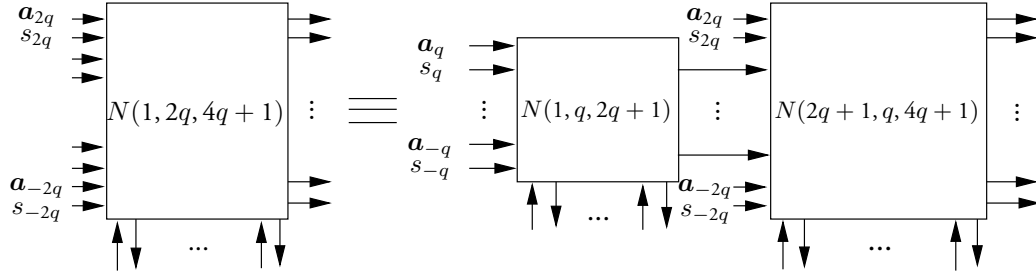 a_{2q}
s_{2q}
N(1, 2q, 4q + 1)
⋮
a_{-2q}
s_{-2q}
...
≡
a_q
s_q
⋮
N(1, q, 2q + 1)
⋮
a_{-q}
s_{-q}
...
a_{2q}
s_{2q}
N(2q + 1, q, 4q + 1)
⋮
a_{-2q}
s_{-2q}
...